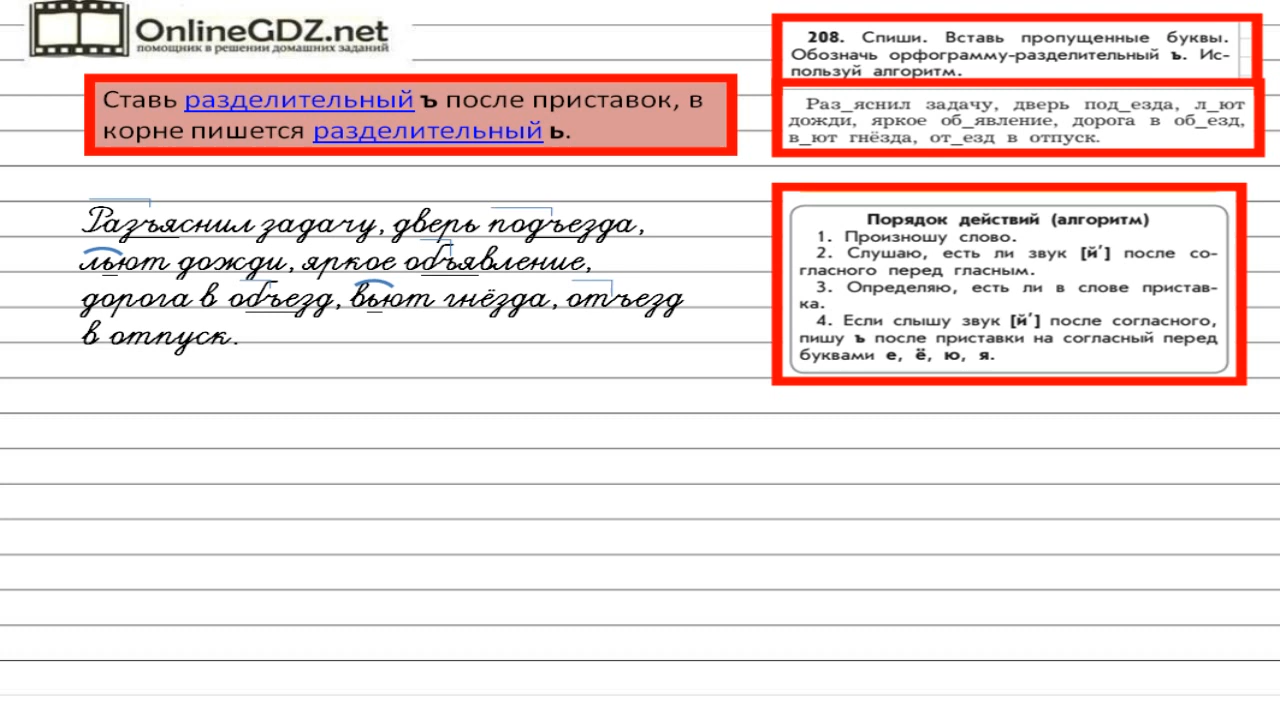 OnlineGDZ.net
помощник в решении домашних заданий
Ставь разделительный ъ после приставок, в
корне пишется разделительный ь.
Разъяснил задачу, дверь подъезда,
льют дожди, яркое объявление,
дорога в объезд, вьют гнёзда, отъезд
в отпуск.
208. Спиши. Вставь пропущенные буквы.
Обозначь орфограмму-разделительный ъ. Ис-
пользуй алгоритм.
Раз_яснил задачу, дверь под_езда, л_ют
дожди, яркое об_явление, дорога в об_езд,
в_ют гнёзда, от_езд в отпуск.
Порядок действий (алгоритм)
1. Произношу слово.
2. Слушаю, есть ли звук [й′] после со-
гласного перед гласным.
3. Определяю, есть ли в слове пристав-
ка.
4. Если слышу звук [й′] после согласного,
пишу ъ после приставки на согласный перед
буквами е, ё, ю, я.